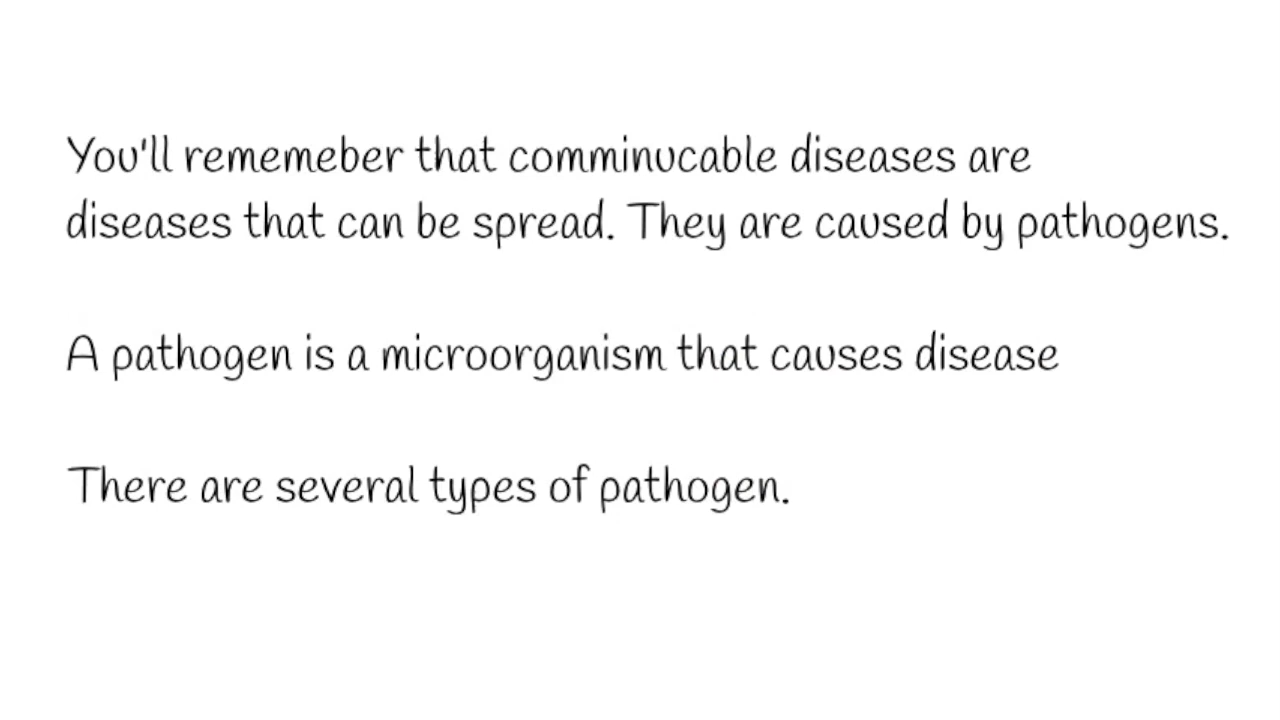 You'll rememeber that comminucable diseases are
diseases that can be spread. They are caused by pathogens.
A pathogen is a microorganism that causes disease
There are several types of pathogen.